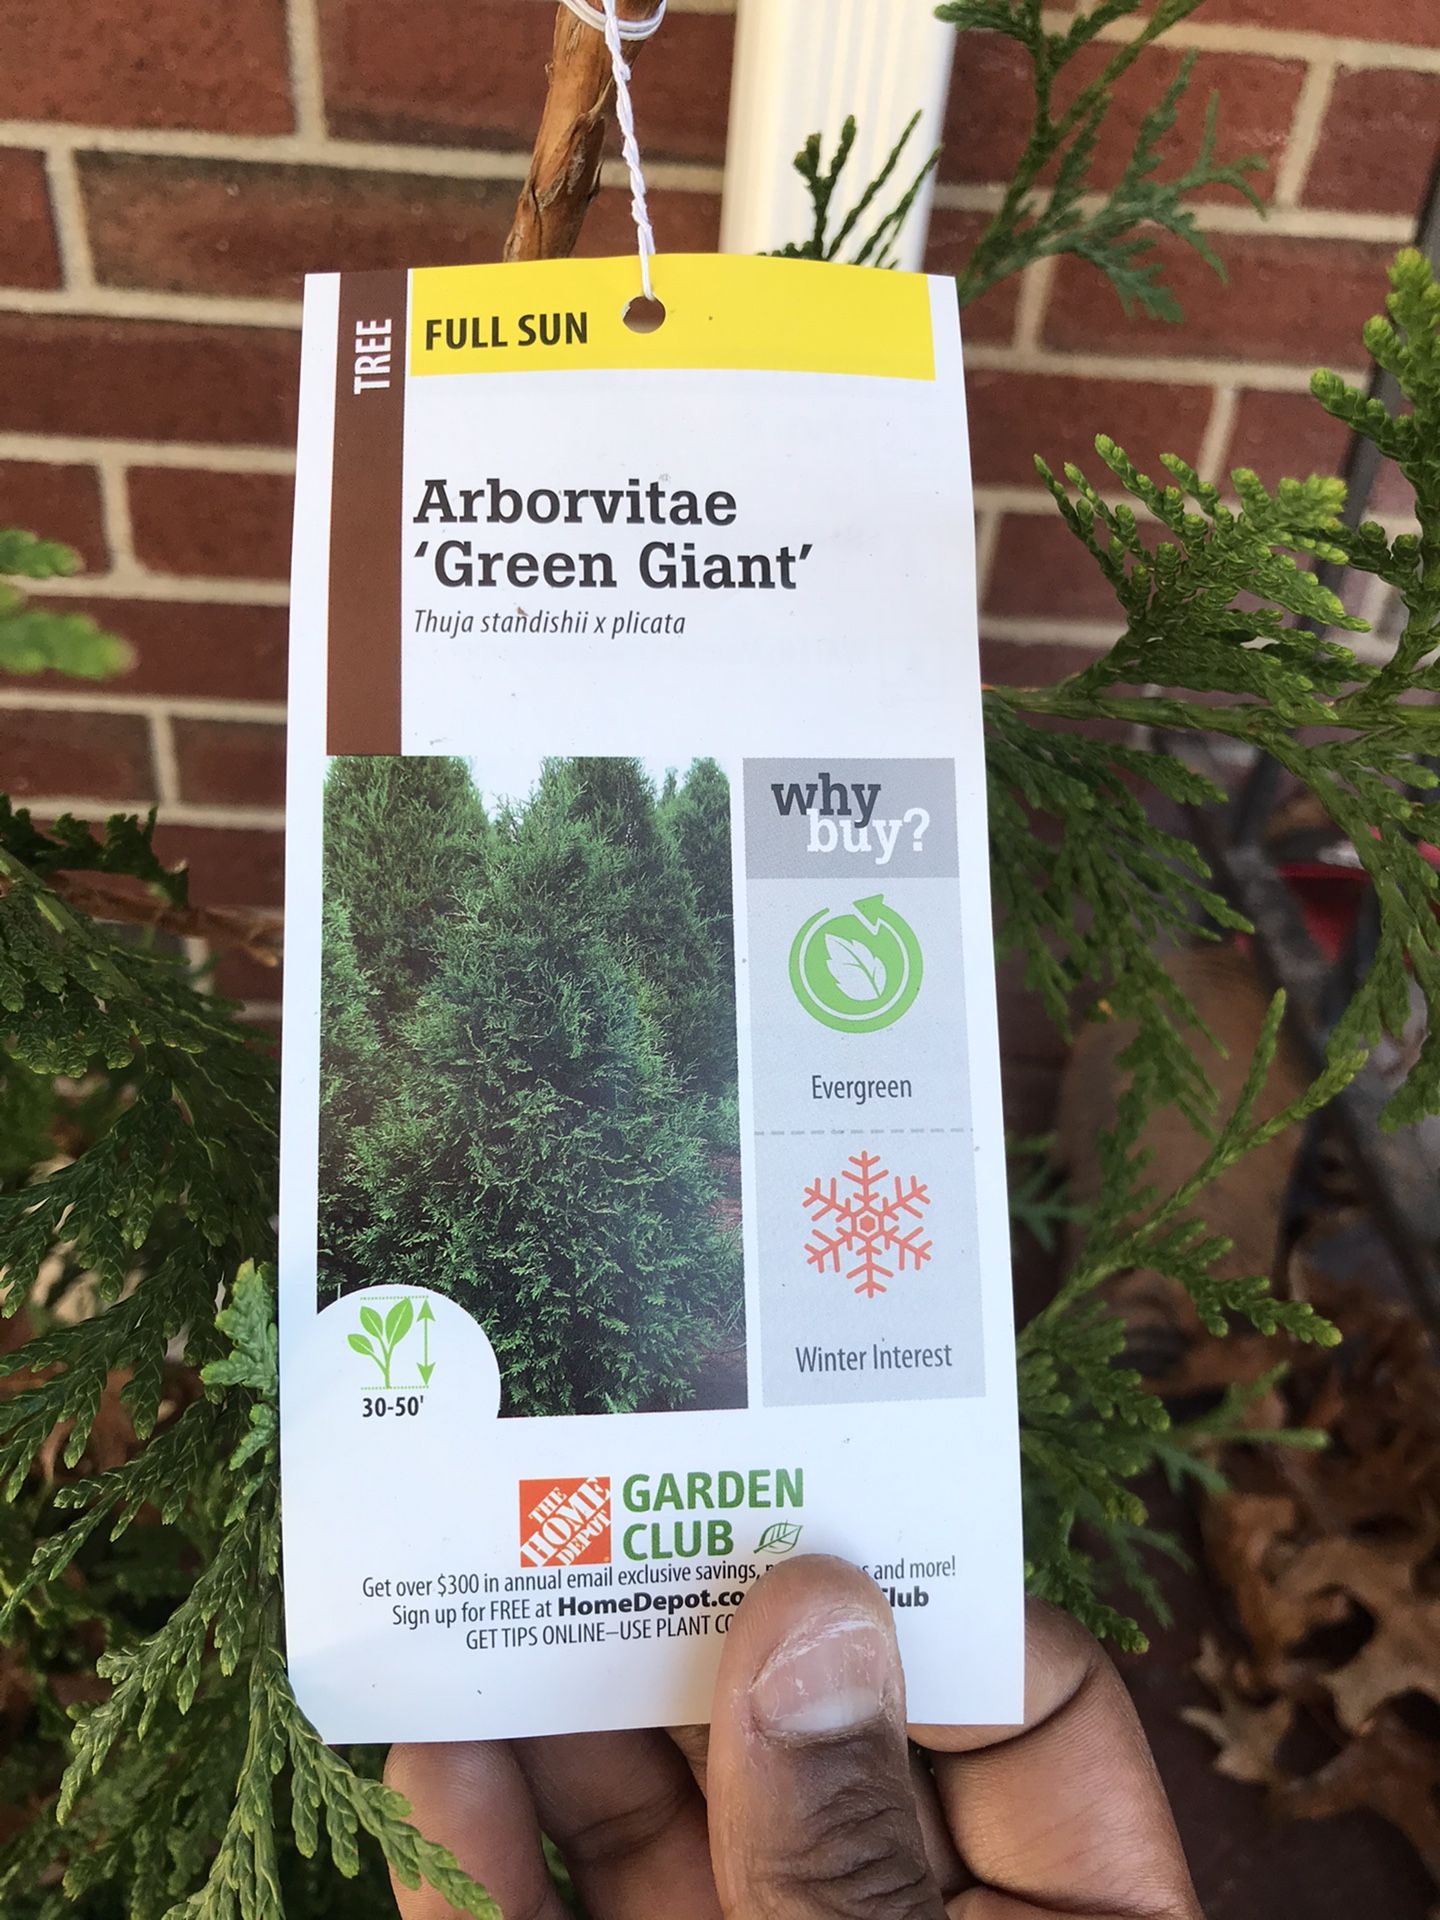 TREE
FULL SUN
Arborvitae
‘Green Giant’
Thuja standishii x plicata
why
buy?
Evergreen
Winter Interest
30-50'
THE
HOME
DEPOT
GARDEN
CLUB
Get over $300 in annual email exclusive savings, and more!
Sign up for FREE at
GET TIPS ONLINE–USE PLANT